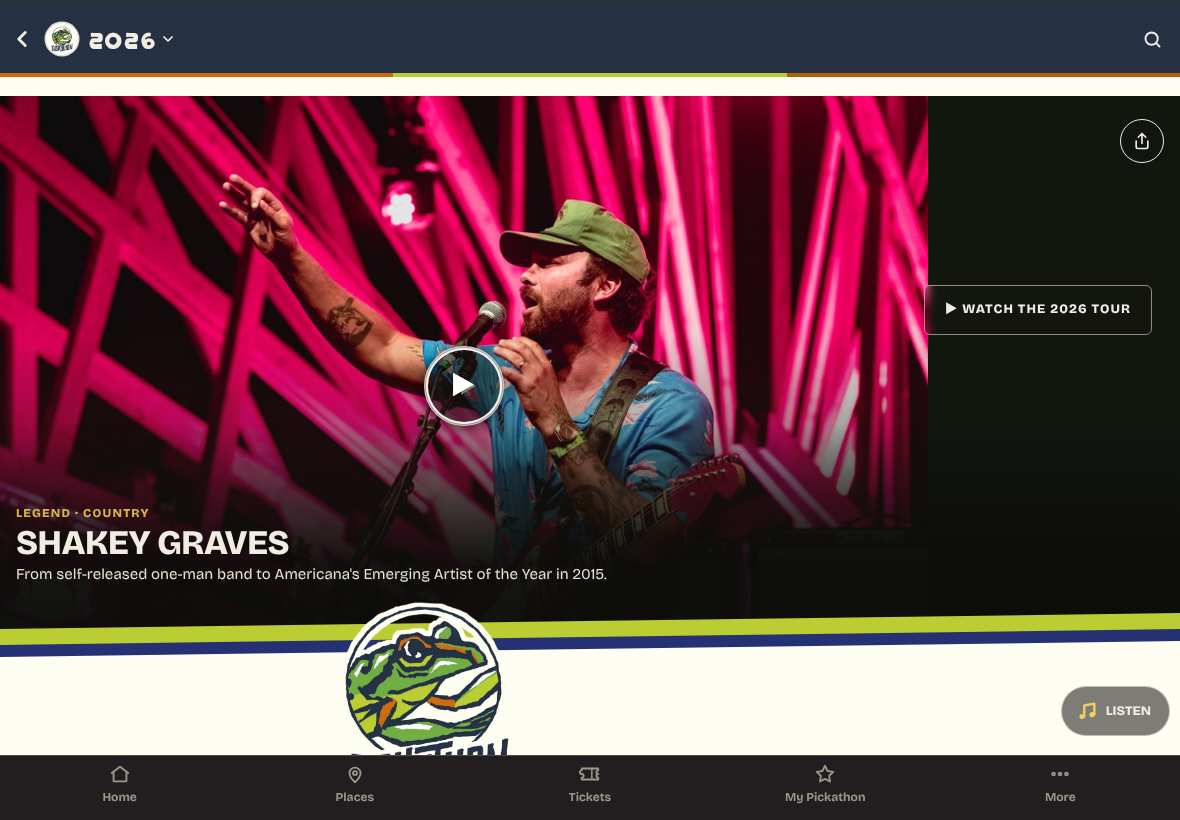 2026
WATCH THE 2026 TOUR
LEGEND · COUNTRY
SHAKEY GRAVES
From self-released one-man band to Americana's Emerging Artist of the Year in 2015.
LISTEN
Home
Places
Tickets
My Pickathon
More